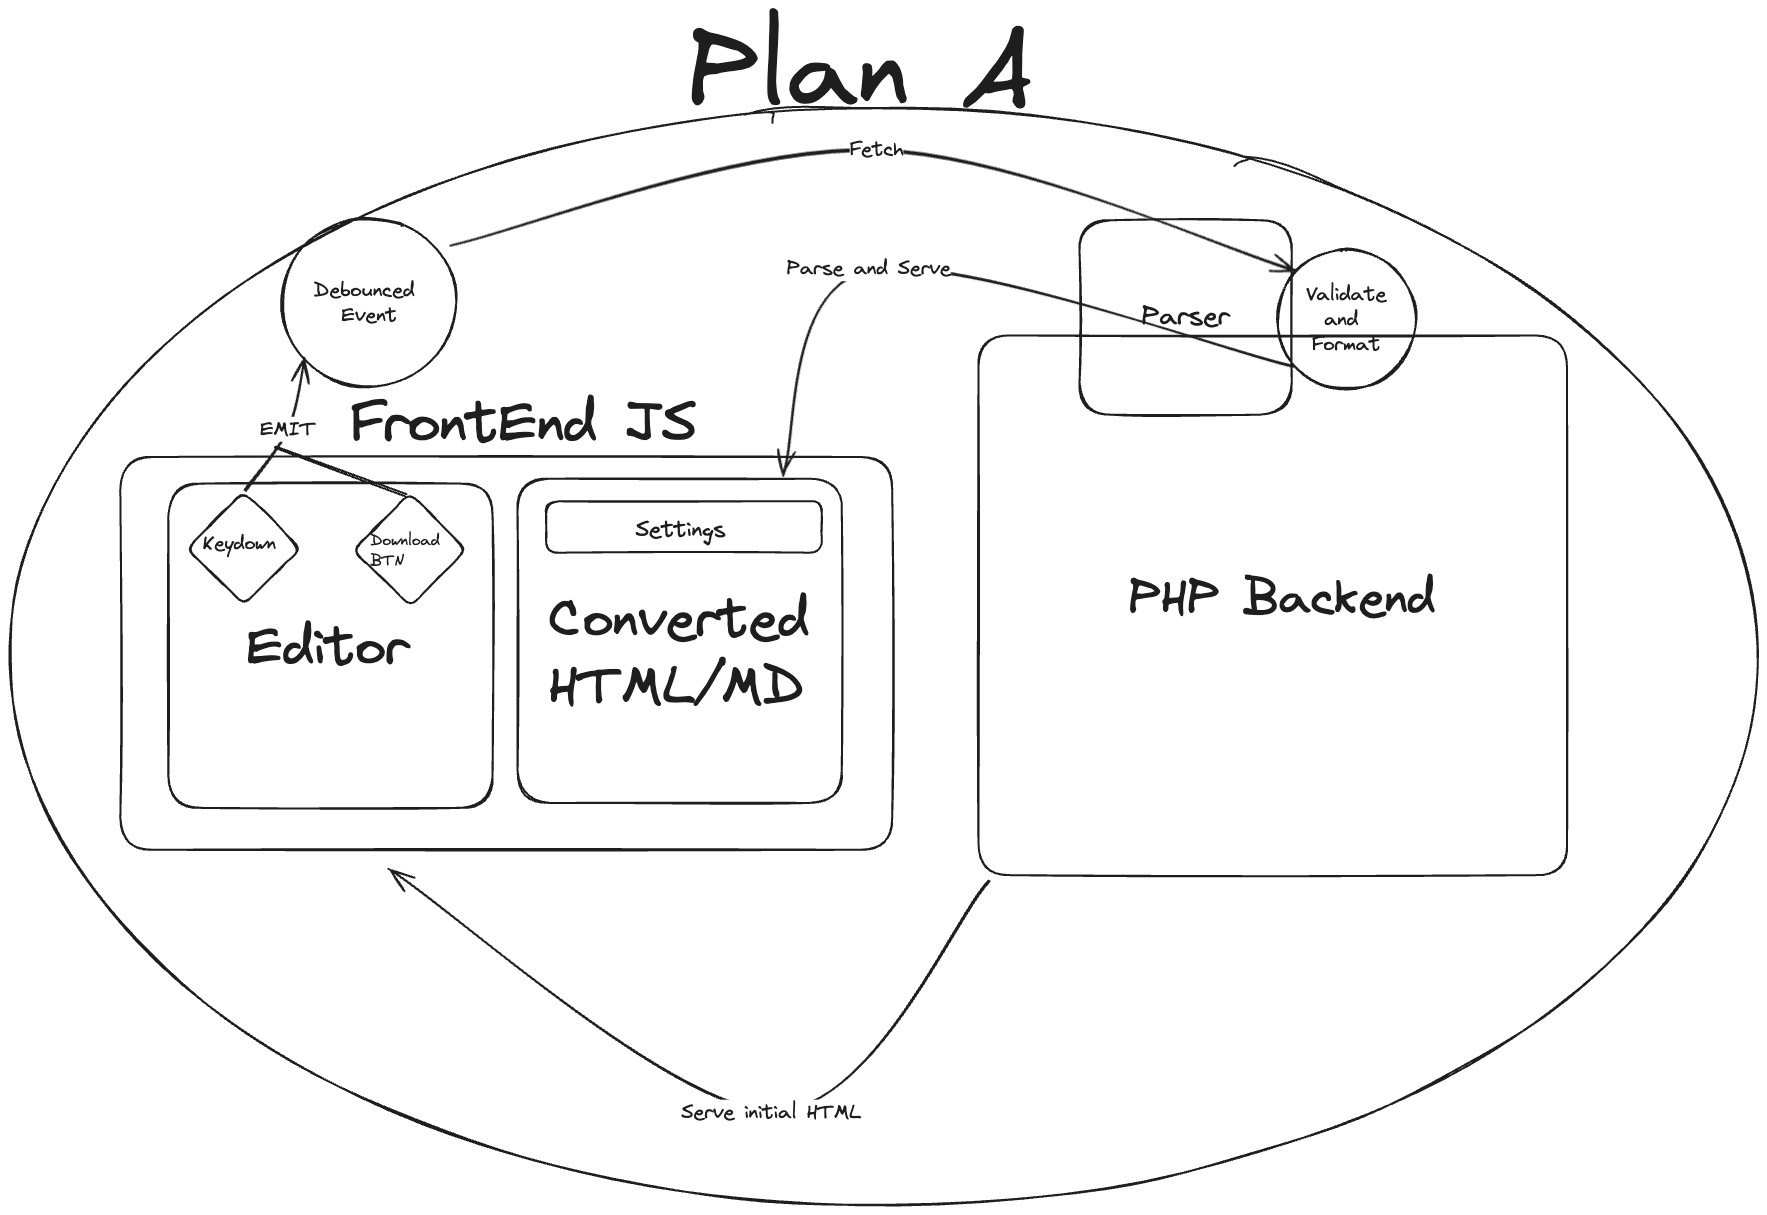 Plan A
Fetch
Parse and Serve
Debounced
Event
Validate
and
Format
Parser
EMIT
FrontEnd JS
Settings
Keydown
Download
BTN
Editor
Converted
HTML/MD
PHP Backend
Serve initial HTML